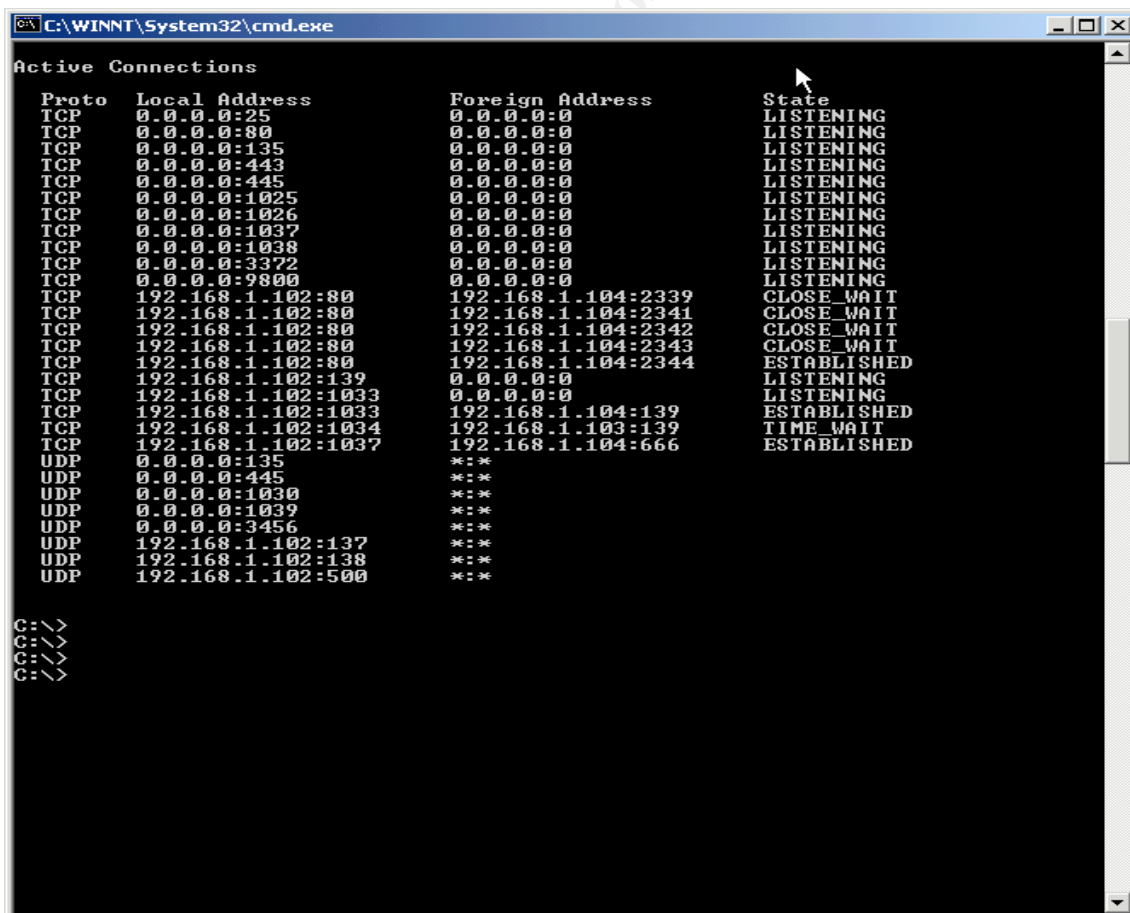 C:\WINNT\System32\cmd.exe
Active Connections
Proto Local Address Foreign Address State
TCP 0.0.0.0:25 0.0.0.0:0 LISTENING
TCP 0.0.0.0:80 0.0.0.0:0 LISTENING
TCP 0.0.0.0:135 0.0.0.0:0 LISTENING
TCP 0.0.0.0:443 0.0.0.0:0 LISTENING
TCP 0.0.0.0:445 0.0.0.0:0 LISTENING
TCP 0.0.0.0:1025 0.0.0.0:0 LISTENING
TCP 0.0.0.0:1026 0.0.0.0:0 LISTENING
TCP 0.0.0.0:1037 0.0.0.0:0 LISTENING
TCP 0.0.0.0:1038 0.0.0.0:0 LISTENING
TCP 0.0.0.0:3372 0.0.0.0:0 LISTENING
TCP 0.0.0.0:9800 0.0.0.0:0 LISTENING
TCP 192.168.1.102:80 192.168.1.104:2339 CLOSE_WAIT
TCP 192.168.1.102:80 192.168.1.104:2341 CLOSE_WAIT
TCP 192.168.1.102:80 192.168.1.104:2342 CLOSE_WAIT
TCP 192.168.1.102:80 192.168.1.104:2343 CLOSE_WAIT
TCP 192.168.1.102:80 192.168.1.104:2344 ESTABLISHED
TCP 192.168.1.102:139 0.0.0.0:0 LISTENING
TCP 192.168.1.102:1033 0.0.0.0:0 LISTENING
TCP 192.168.1.102:1033 192.168.1.104:139 ESTABLISHED
TCP 192.168.1.102:1034 192.168.1.103:139 TIME_WAIT
TCP 192.168.1.102:1037 192.168.1.104:666 ESTABLISHED
UDP 0.0.0.0:135 *:*
UDP 0.0.0.0:445 *:*
UDP 0.0.0.0:1030 *:*
UDP 0.0.0.0:1039 *:*
UDP 0.0.0.0:3456 *:*
UDP 192.168.1.102:137 *:*
UDP 192.168.1.102:138 *:*
UDP 192.168.1.102:500 *:*
C:\>
C:\>
C:\>
C:\>